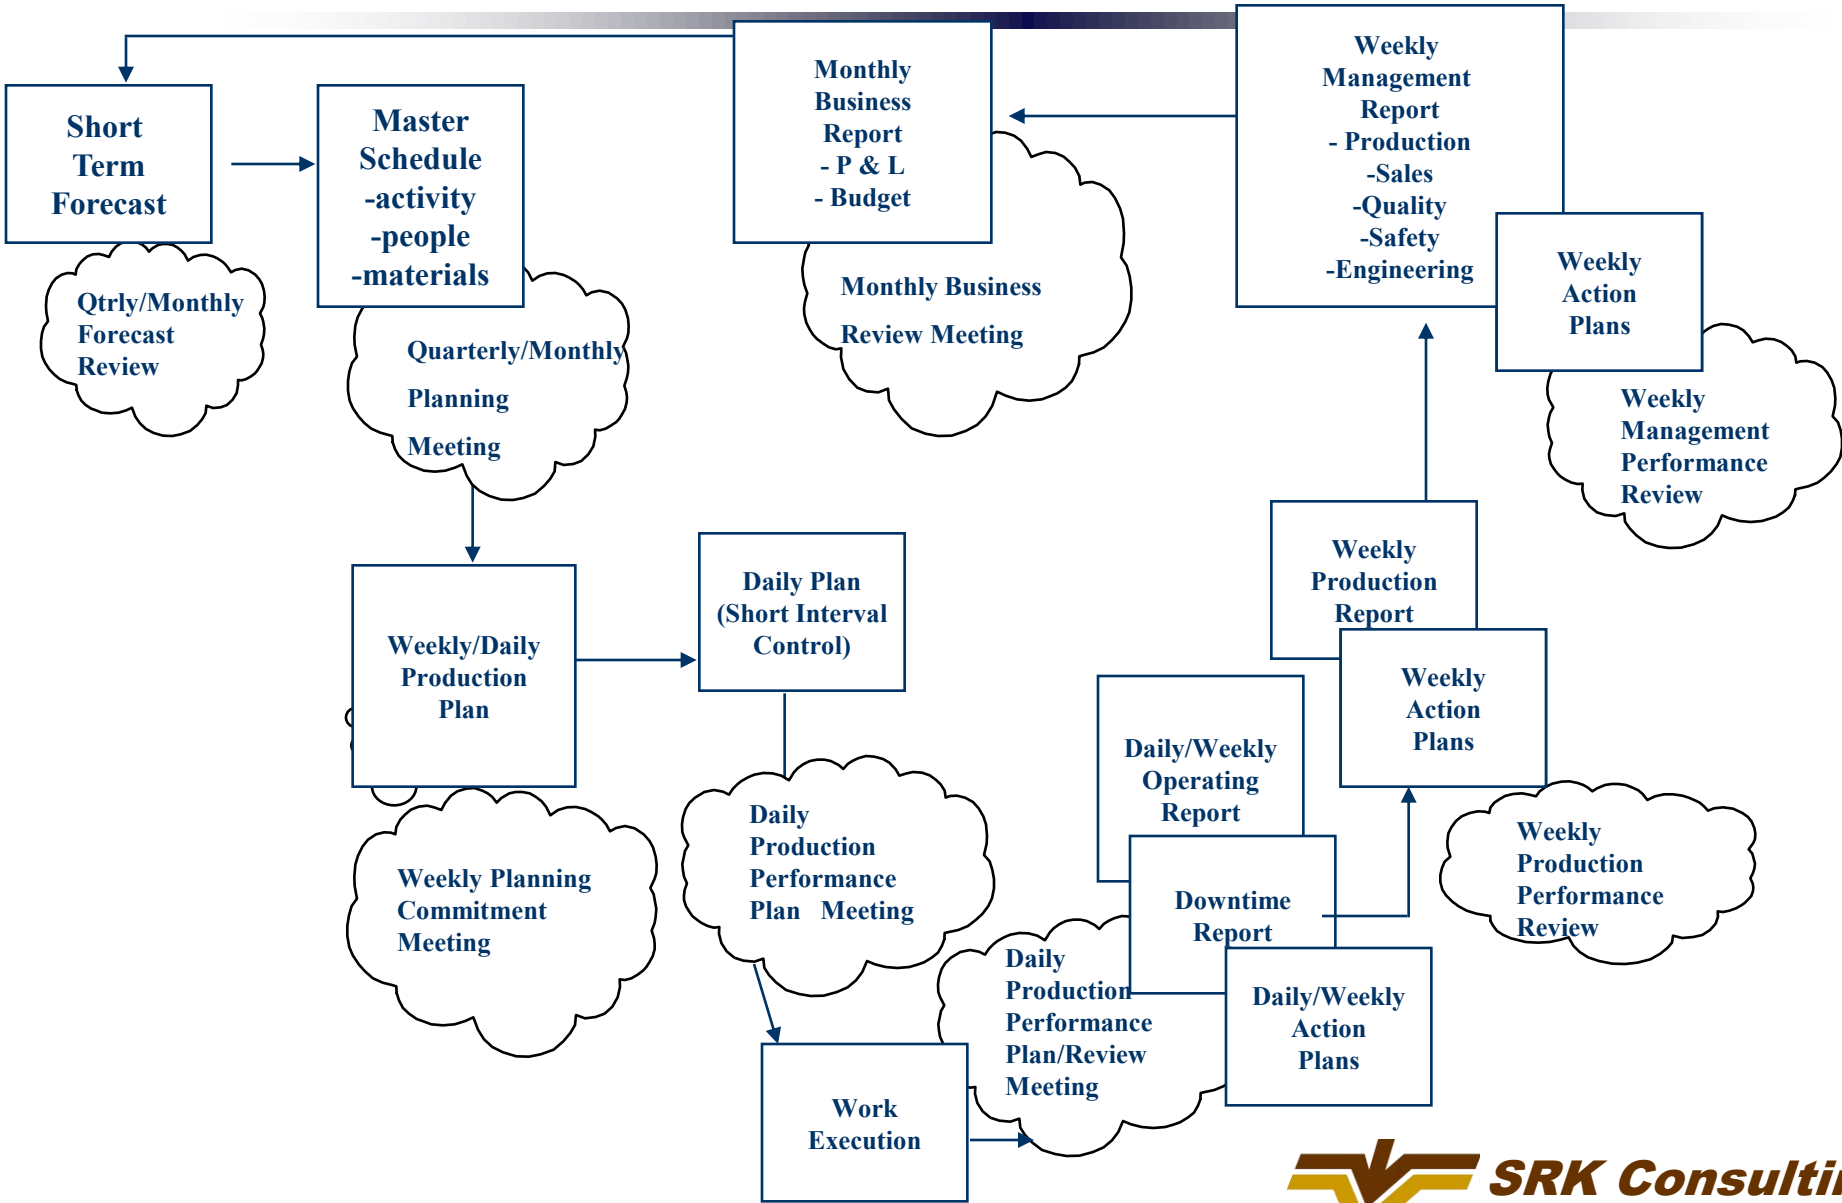 Short
Term
Forecast
Qtrly/Monthly
Forecast
Review
Master
Schedule
-activity
-people
-materials
Quarterly/Monthly
Planning
Meeting
Monthly
Business
Report
- P & L
- Budget
Monthly Business
Review Meeting
Weekly
Management
Report
- Production
-Sales
-Quality
-Safety
-Engineering
Weekly
Action
Plans
Weekly
Management
Performance
Review
Weekly/Daily
Production
Plan
Weekly Planning
Commitment
Meeting
Daily Plan
(Short Interval
Control)
Daily
Production
Performance
Plan Meeting
Work
Execution
Daily
Production
Performance
Plan/Review
Meeting
Daily/Weekly
Operating
Report
Downtime
Report
Daily/Weekly
Action
Plans
Weekly
Production
Report
Weekly
Action
Plans
Weekly
Production
Performance
Review
SRK Consultin